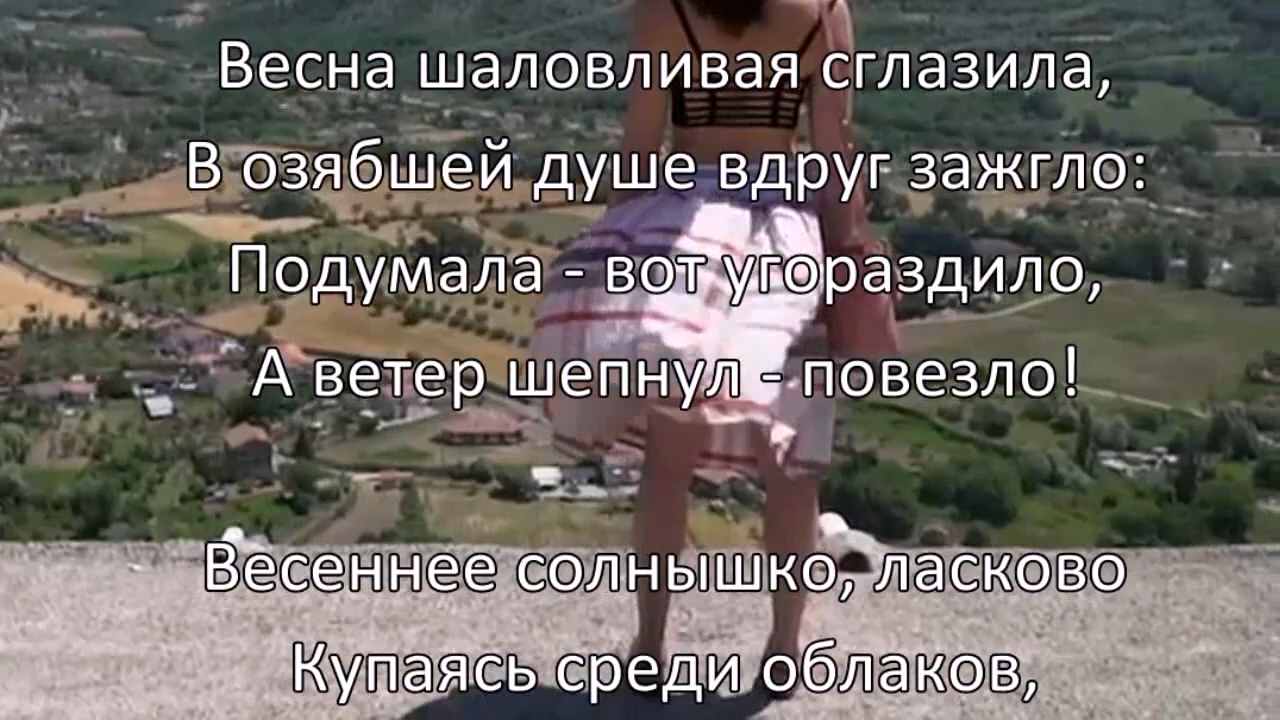 Весна шаловливая сглазила,
В озябшей душе вдруг зажгло:
Подумала - вот угораздило,
А ветер шепнул - повезло!
Весеннее солнышко, ласково
Купаясь среди облаков,